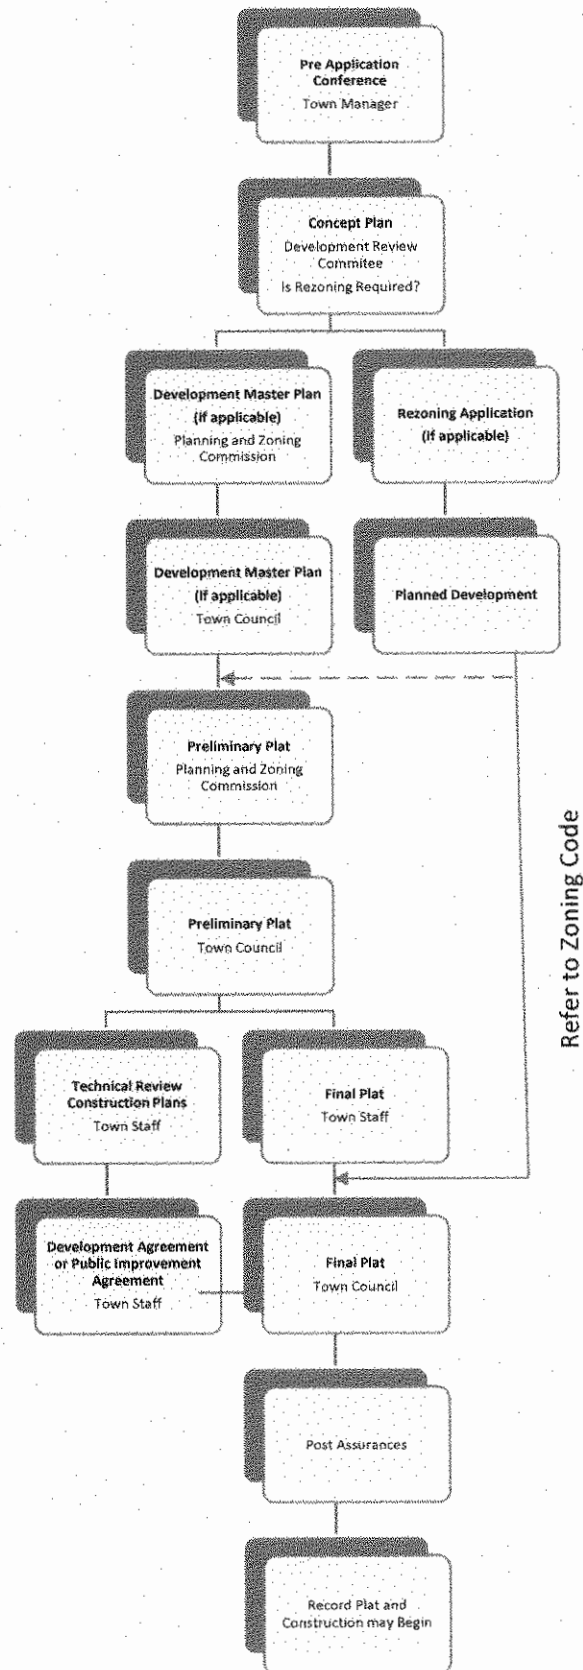 Pre Application
Conference
Town Manager
Concept Plan
Development Review
Commitee
Is Rezoning Required?
Development Master Plan
(If applicable)
Planning and Zoning
Commission
Rezoning Application
(If applicable)
Development Master Plan
(If applicable)
Town Council
Planned Development
Preliminary Plat
Planning and Zoning
Commission
Preliminary Plat
Town Council
Refer to Zoning Code
Technical Review
Construction Plans
Town Staff
Final Plat
Town Staff
Development Agreement
or Public Improvement
Agreement
Town Staff
Final Plat
Town Council
Post Assurances
Record Plat and
Construction may Begin